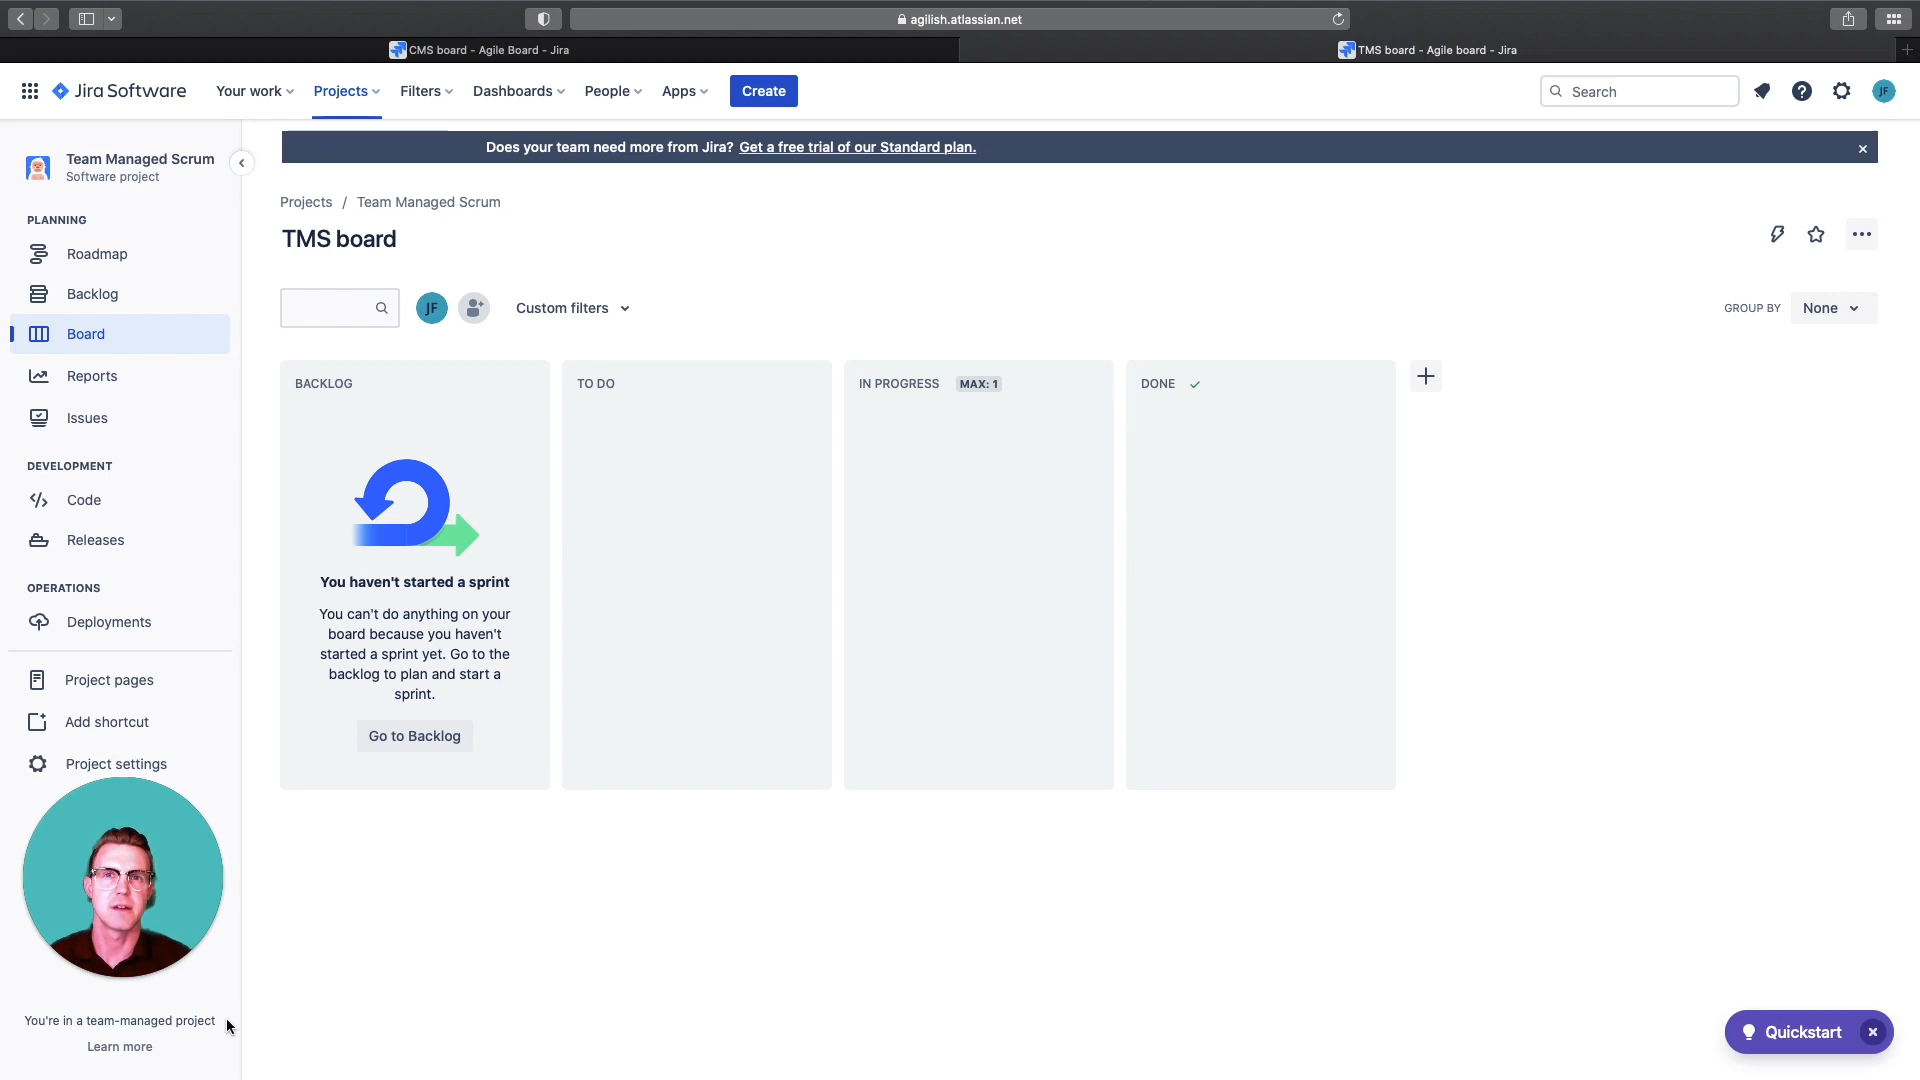 agilish.atlassian.net
CMS board - Agile Board - Jira
TMS board - Agile board - Jira
Jira Software
Your work
Projects
Filters
Dashboards
People
Apps
Create
Search
JF
Team Managed Scrum
Software project
Does your team need more from Jira? Get a free trial of our Standard plan.
Projects / Team Managed Scrum
TMS board
PLANNING
Roadmap
Backlog
Board
Reports
Issues
DEVELOPMENT
Code
Releases
OPERATIONS
Deployments
Project pages
Add shortcut
Project settings
You're in a team-managed project
Learn more
JF
Custom filters
GROUP BY
None
BACKLOG
TO DO
IN PROGRESS MAX: 1
DONE
You haven't started a sprint
You can't do anything on your
board because you haven't
started a sprint yet. Go to the
backlog to plan and start a
sprint.
Go to Backlog
Quickstart